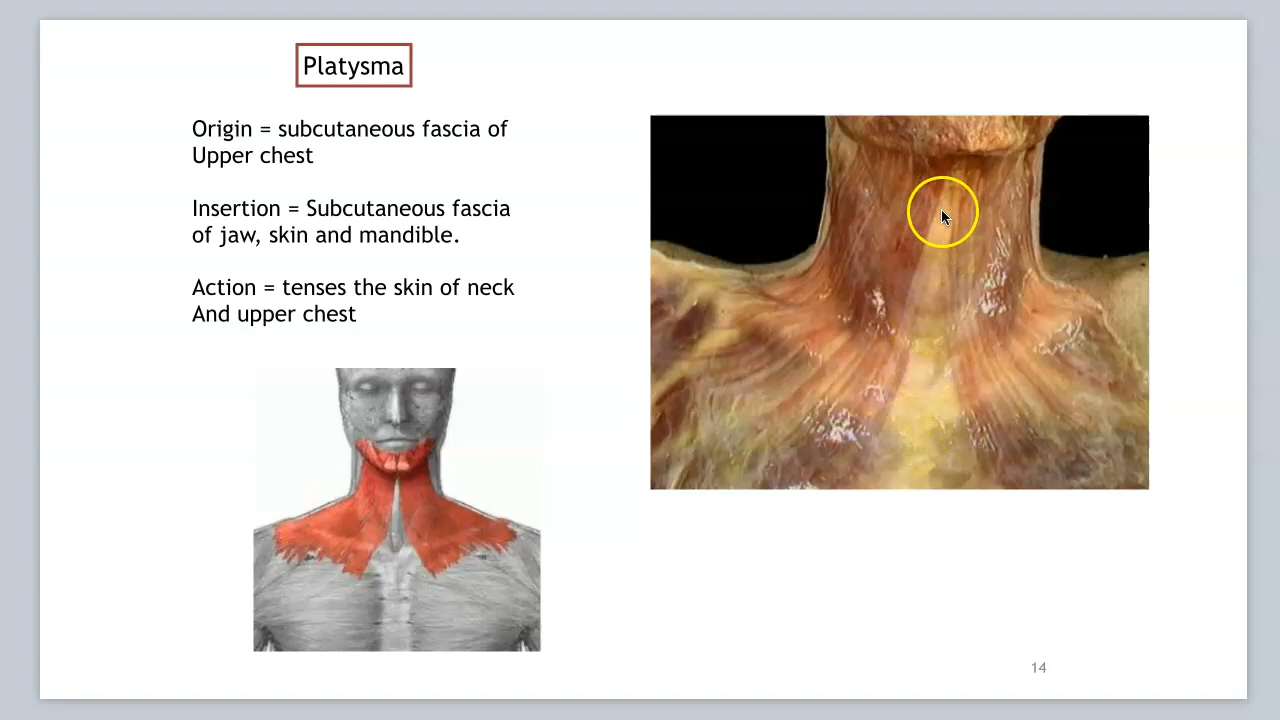 Platysma
Origin = subcutaneous fascia of
Upper chest
Insertion = Subcutaneous fascia
of jaw, skin and mandible.
Action = tenses the skin of neck
And upper chest
14